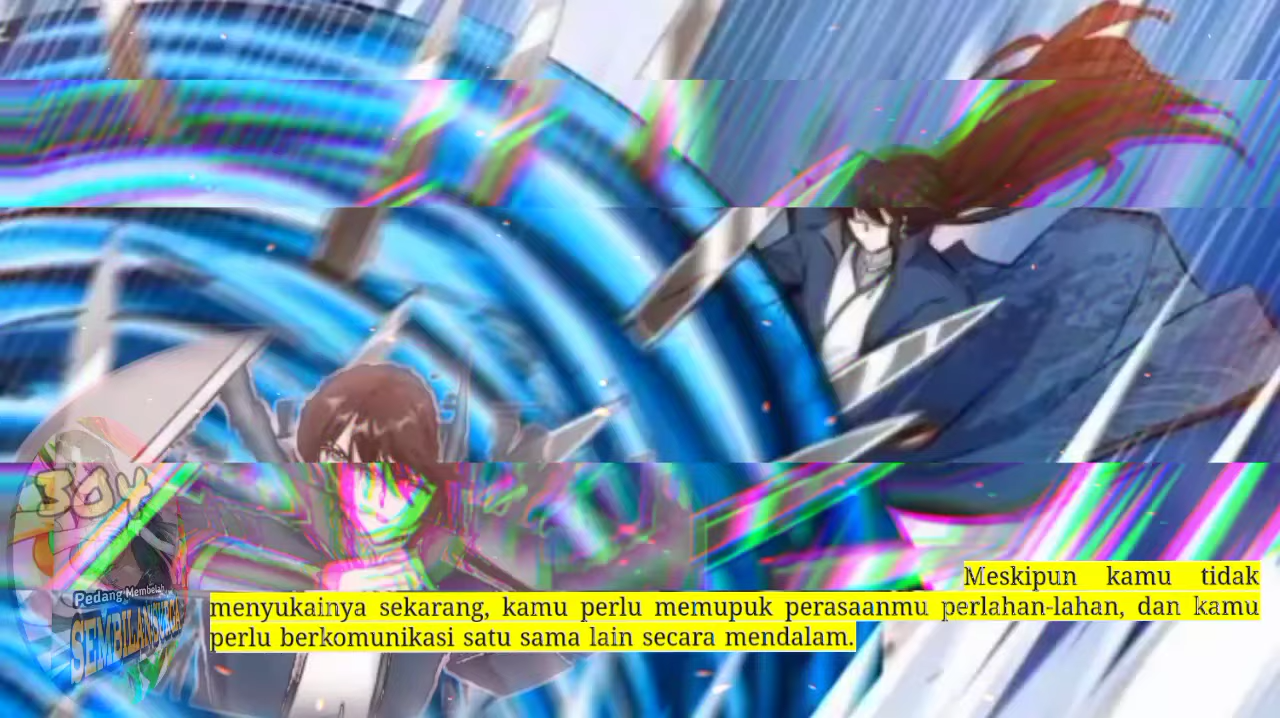 304
Pedang Membelah
SEMBILAN SURGA
Meskipun kamu tidak
menyukainya sekarang, kamu perlu memupuk perasaanmu perlahan-lahan, dan kamu
perlu berkomunikasi satu sama lain secara mendalam.